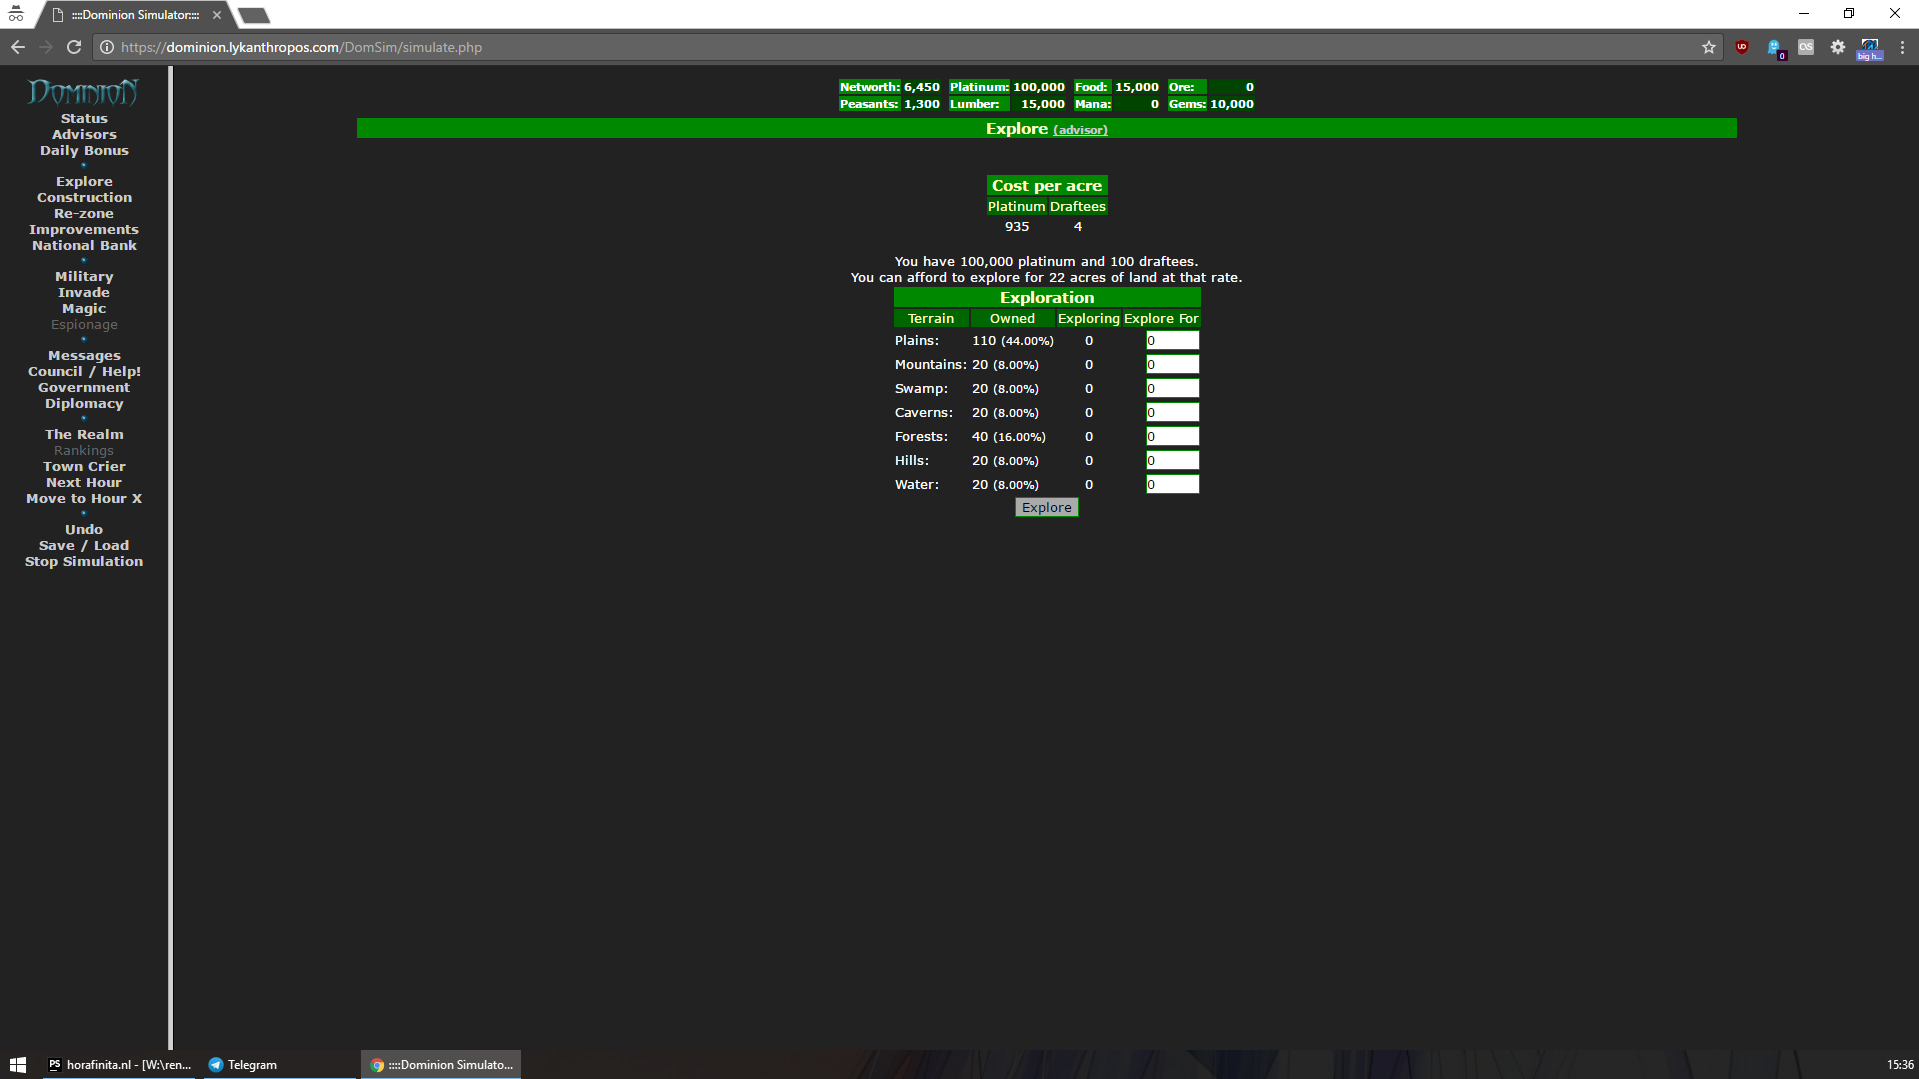 ::::Dominion Simulator::::
https://dominion.lykanthropos.com/DomSim/simulate.php
0
big h...
DOMINION
Status
Advisors
Daily Bonus
Explore
Construction
Re-zone
Improvements
National Bank
Military
Invade
Magic
Espionage
Messages
Council / Help!
Government
Diplomacy
The Realm
Rankings
Town Crier
Next Hour
Move to Hour X
Undo
Save / Load
Stop Simulation
Networth: 6,450 Platinum: 100,000 Food: 15,000 Ore: 0
Peasants: 1,300 Lumber: 15,000 Mana: 0 Gems: 10,000
Explore (advisor)
Cost per acre
Platinum Draftees
935 4
You have 100,000 platinum and 100 draftees.
You can afford to explore for 22 acres of land at that rate.
Exploration
Terrain Owned Exploring Explore For
Plains: 110 (44.00%) 0 0
Mountains: 20 (8.00%) 0 0
Swamp: 20 (8.00%) 0 0
Caverns: 20 (8.00%) 0 0
Forests: 40 (16.00%) 0 0
Hills: 20 (8.00%) 0 0
Water: 20 (8.00%) 0 0
Explore
PS horafinita.nl - [W:\ren... Telegram ::::Dominion Simulato... 15:36